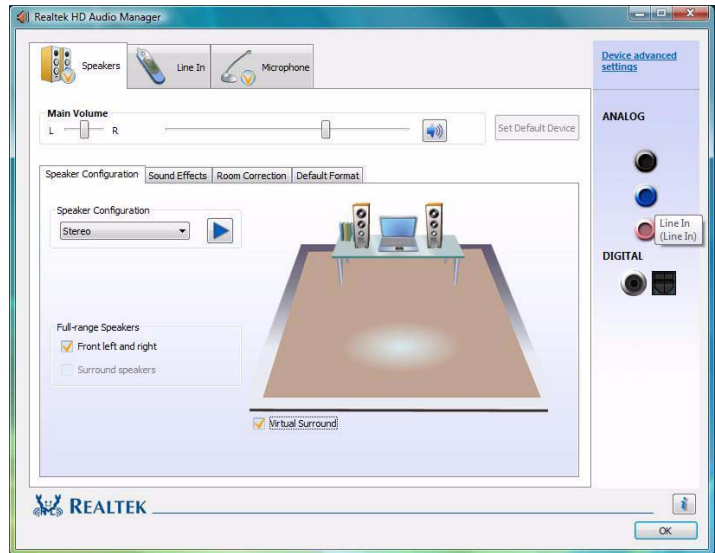 Realtek HD Audio Manager
Speakers
Line In
Microphone
Device advanced
settings
Main Volume
L
R
Set Default Device
ANALOG
Speaker Configuration
Sound Effects
Room Correction
Default Format
Speaker Configuration
Stereo
Line In
(Line In)
DIGITAL
Full-range Speakers
Front left and right
Surround speakers
Virtual Surround
REALTEK
i
OK